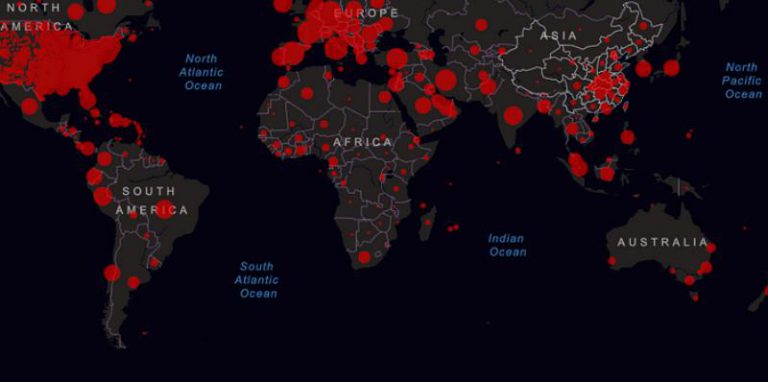 NORTH
AMERICA
EUROPE
ASIA
North
Atlantic
Ocean
North
Pacific
Ocean
AFRICA
SOUTH
AMERICA
Indian
Ocean
AUSTRALIA
South
Atlantic
Ocean